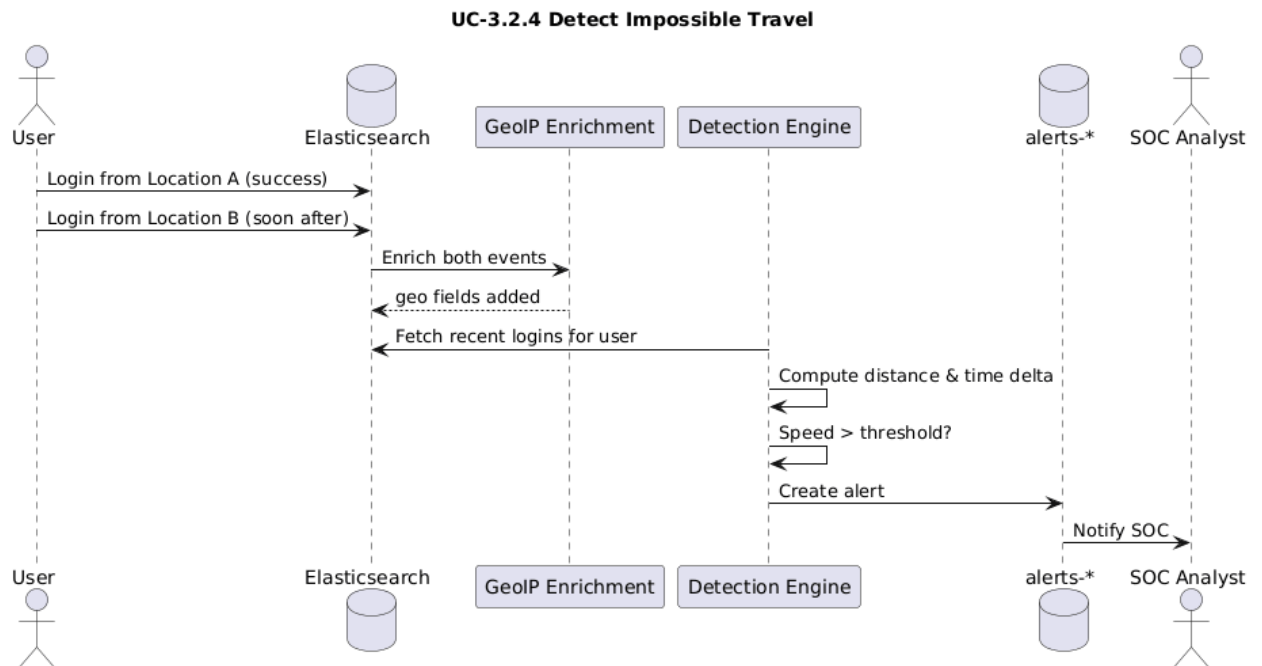 UC-3.2.4 Detect Impossible Travel
User
Elasticsearch
GeoIP Enrichment
Detection Engine
alerts-*
SOC Analyst
Login from Location A (success)
Login from Location B (soon after)
Enrich both events
geo fields added
Fetch recent logins for user
Compute distance & time delta
Speed > threshold?
Create alert
Notify SOC
User
Elasticsearch
GeoIP Enrichment
Detection Engine
alerts-*
SOC Analyst